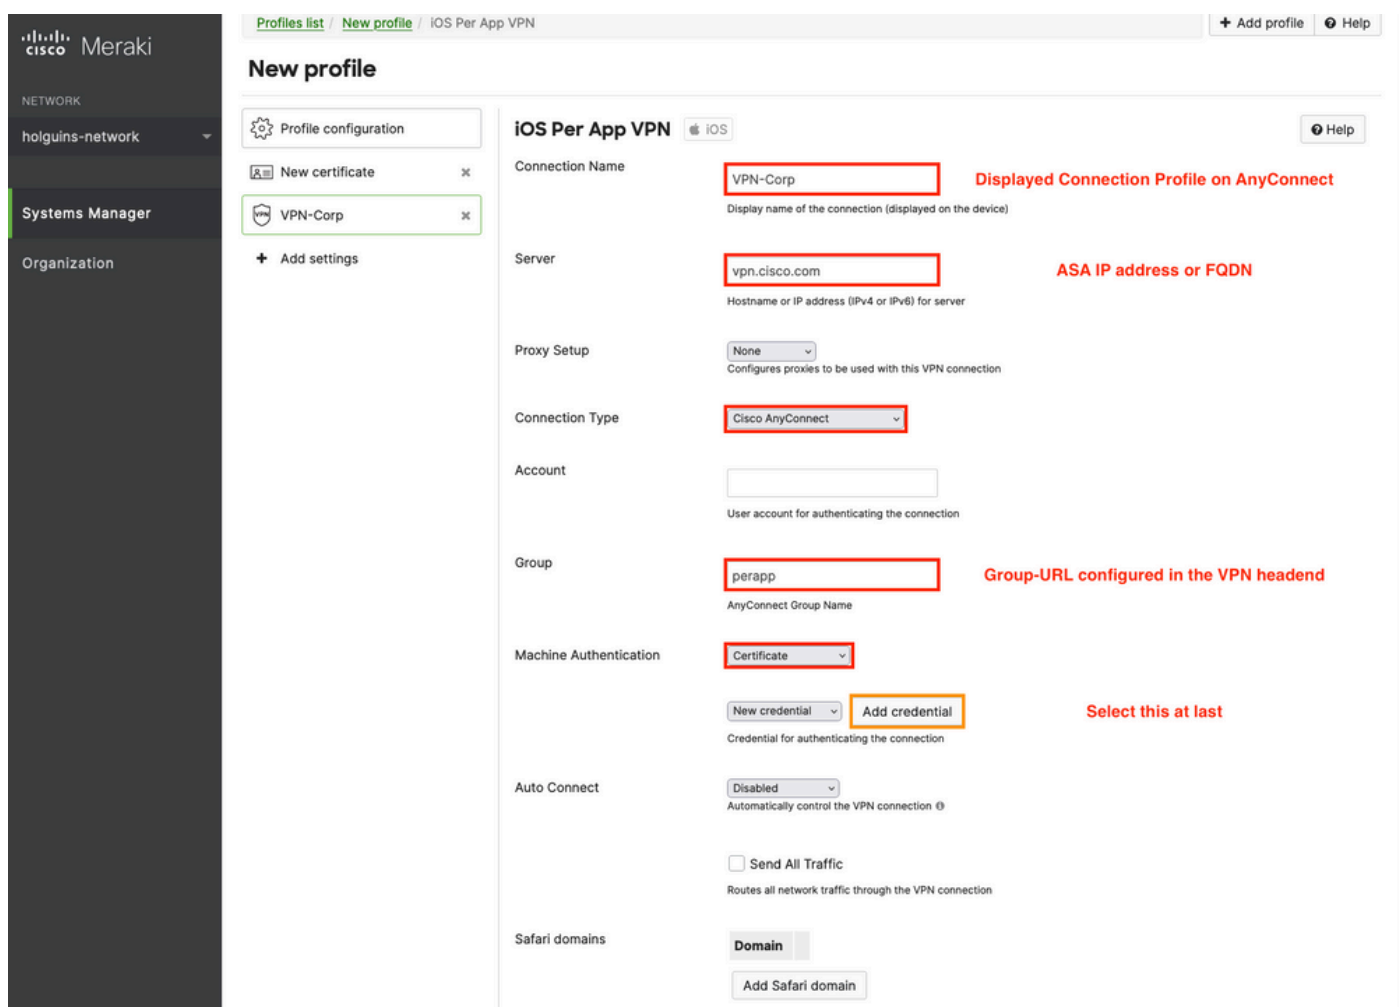 Profiles list / New profile / iOS Per App VPN
+ Add profile
Help
cisco Meraki
New profile
NETWORK
holguins-network
Systems Manager
Organization
Profile configuration
New certificate ×
VPN VPN-Corp ×
+ Add settings
iOS Per App VPN iOS
Help
Connection Name
VPN-Corp
Displayed Connection Profile on AnyConnect
Display name of the connection (displayed on the device)
Server
vpn.cisco.com
ASA IP address or FQDN
Hostname or IP address (IPv4 or IPv6) for server
Proxy Setup
None
Configures proxies to be used with this VPN connection
Connection Type
Cisco AnyConnect
Account
User account for authenticating the connection
Group
perapp
Group-URL configured in the VPN headend
AnyConnect Group Name
Machine Authentication
Certificate
New credential
Add credential
Select this at last
Credential for authenticating the connection
Auto Connect
Disabled
Automatically control the VPN connection
Send All Traffic
Routes all network traffic through the VPN connection
Safari domains
Domain
Add Safari domain